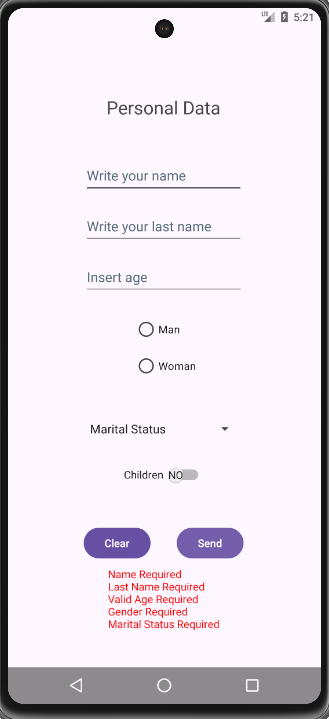 LTE 5:21
Personal Data
Write your name
Write your last name
Insert age
Man
Woman
Marital Status
Children NO
Clear Send
Name Required
Last Name Required
Valid Age Required
Gender Required
Marital Status Required